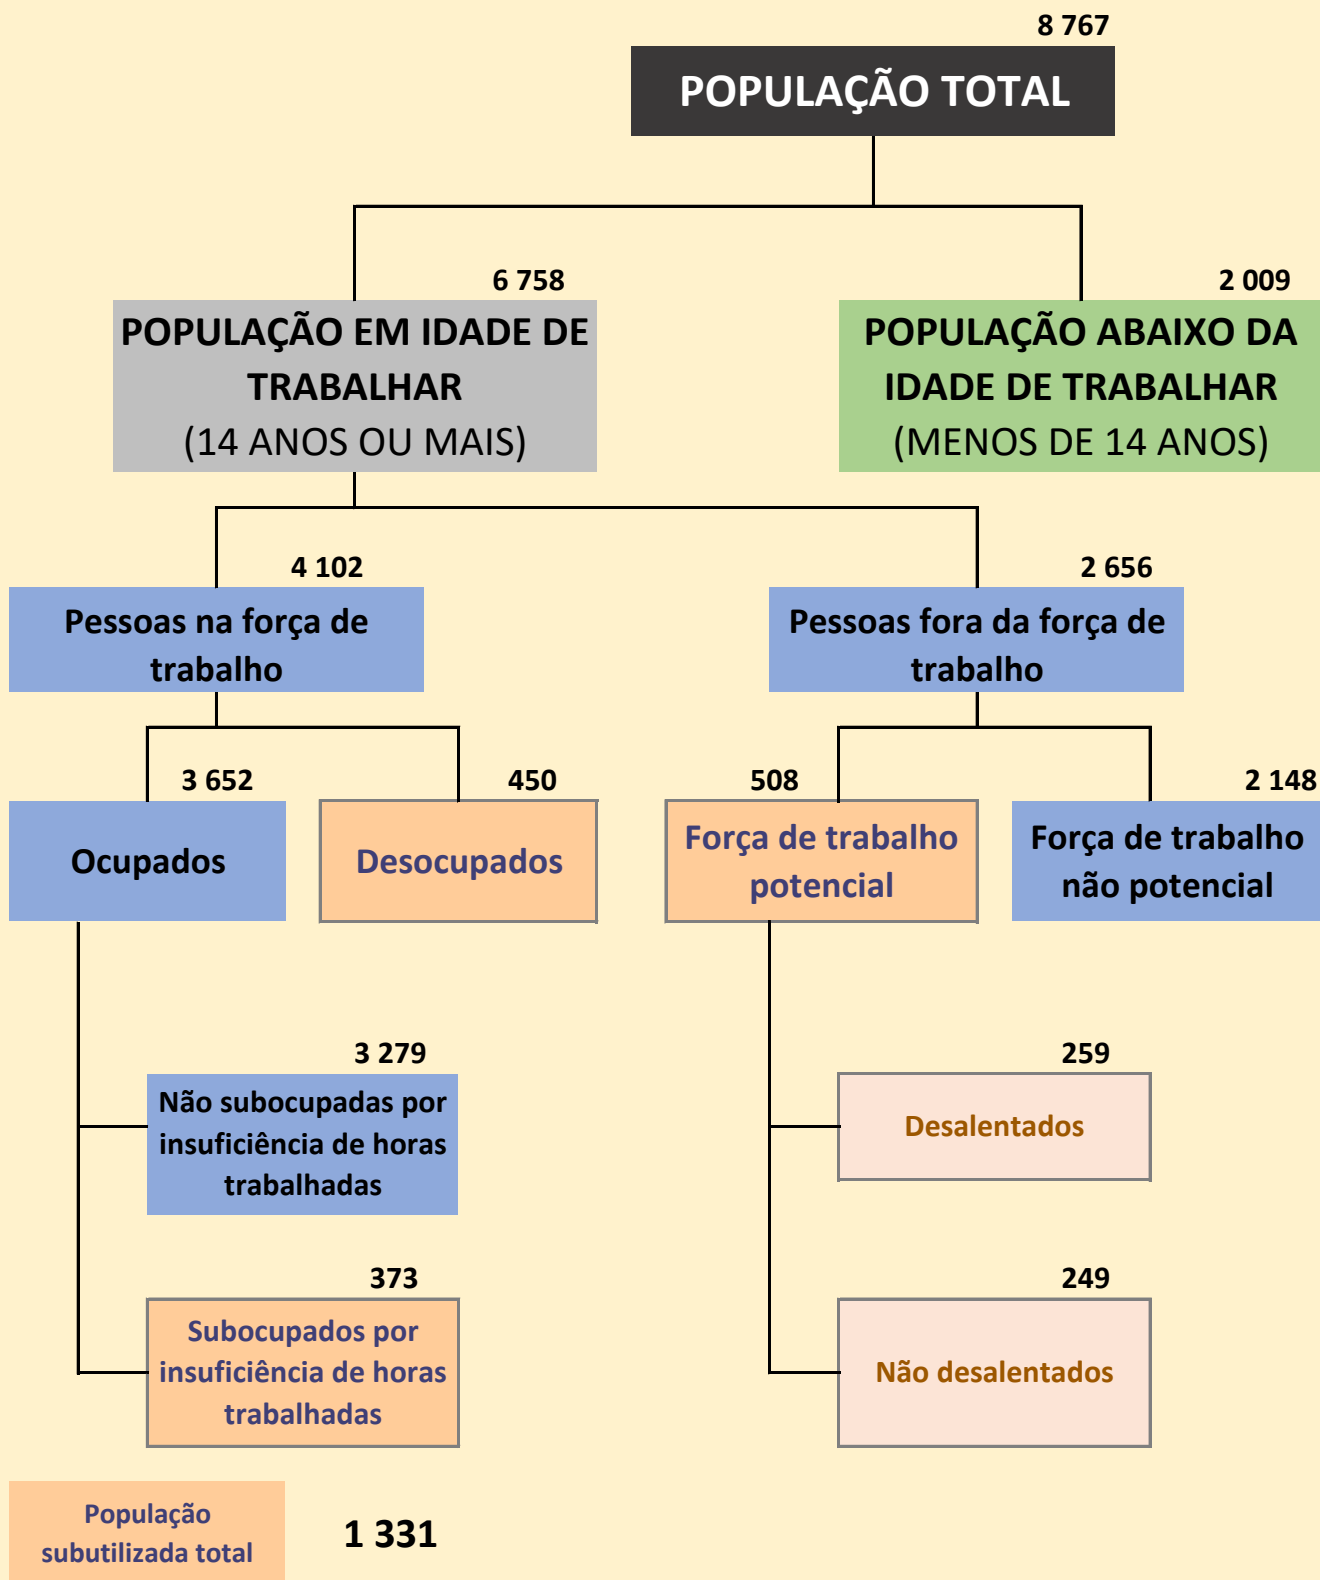 8 767
POPULAÇÃO TOTAL
6 758
POPULAÇÃO EM IDADE DE
TRABALHAR
(14 ANOS OU MAIS)
2 009
POPULAÇÃO ABAIXO DA
IDADE DE TRABALHAR
(MENOS DE 14 ANOS)
4 102
Pessoas na força de
trabalho
2 656
Pessoas fora da força de
trabalho
3 652
Ocupados
450
Desocupados
508
Força de trabalho
potencial
2 148
Força de trabalho
não potencial
3 279
Não subocupadas por
insuficiência de horas
trabalhadas
259
Desalentados
373
Subocupados por
insuficiência de horas
trabalhadas
249
Não desalentados
População
subutilizada total
1 331